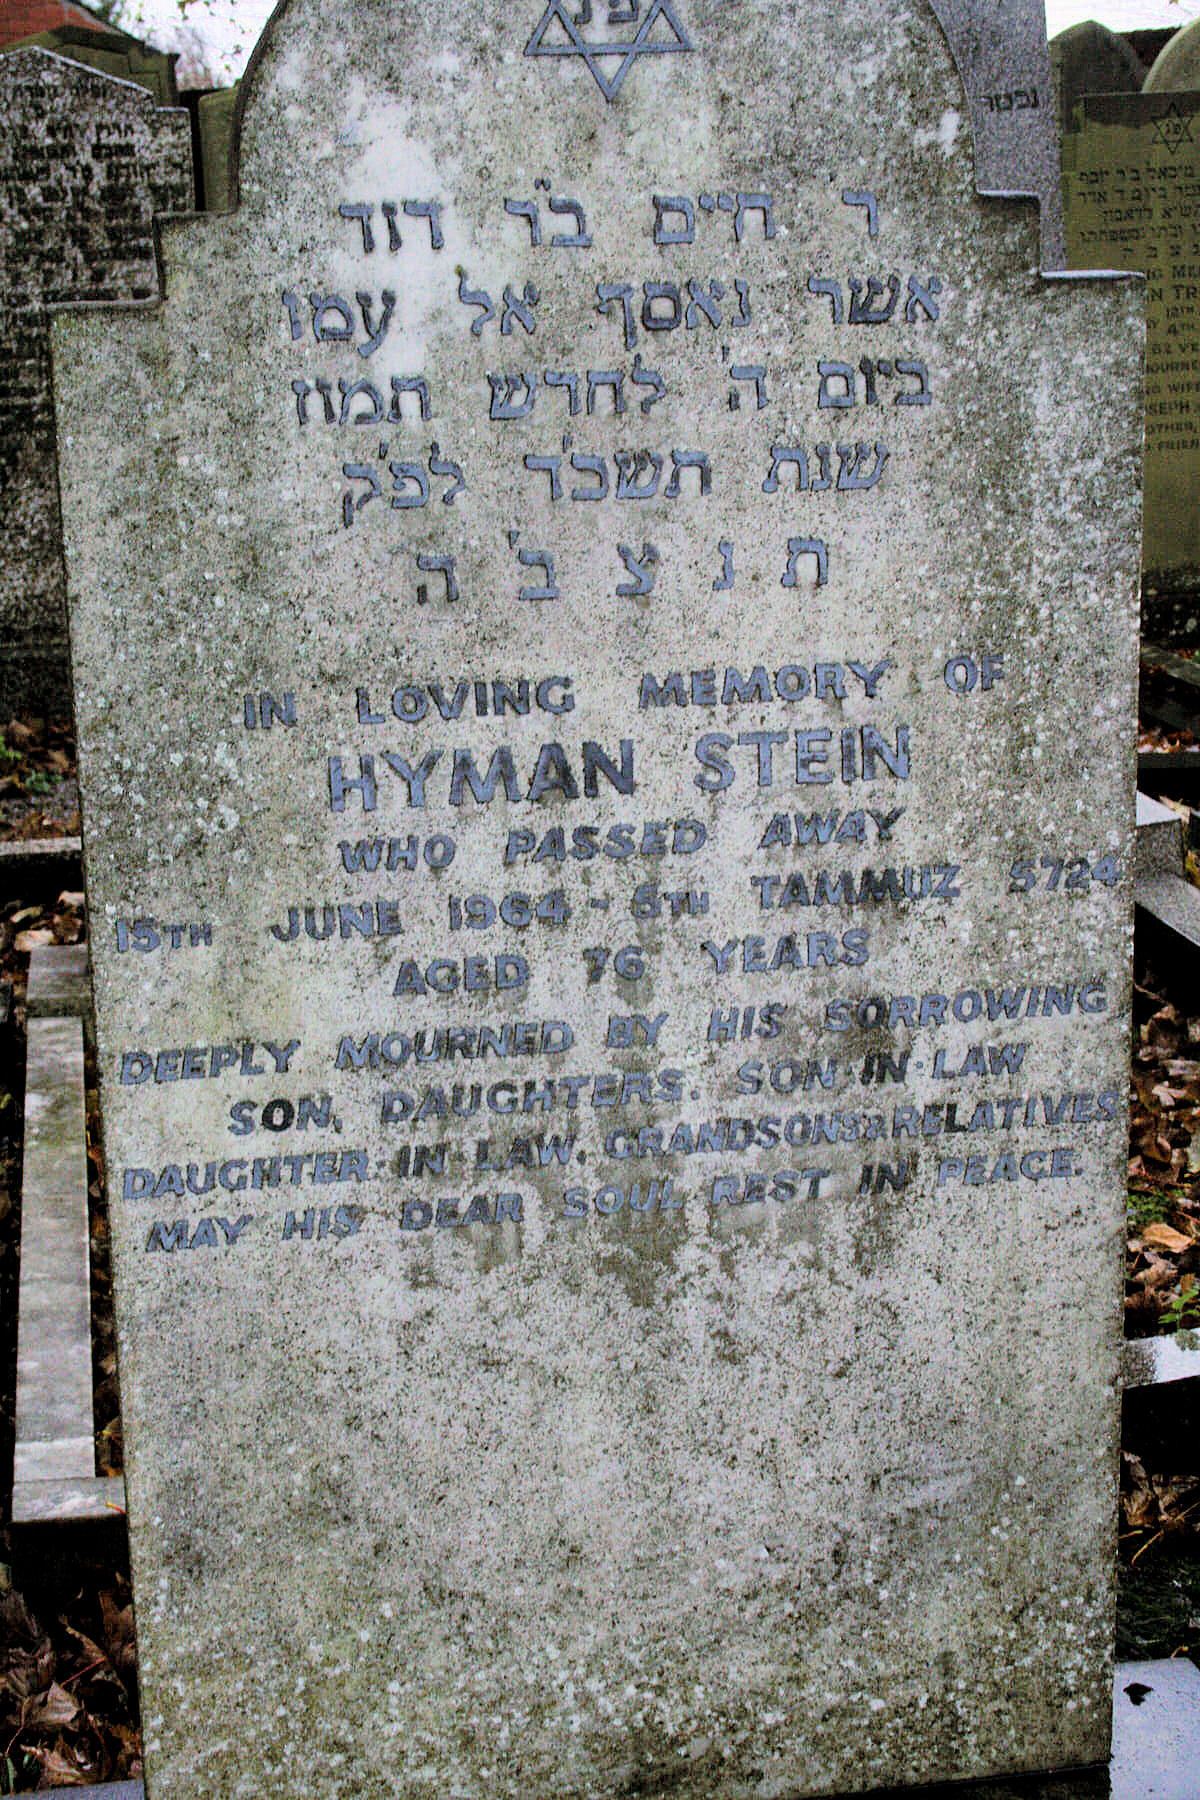 פנ
ר חיים ב'ר דוד
אשר נאסף אל עמו
ביום ה' לחדש תמוז
שנת תשכ'ד לפ'ק
ת נ צ ב' ה
IN LOVING MEMORY OF
HYMAN STEIN
WHO PASSED AWAY
15TH JUNE 1964 - 5TH TAMMUZ 5724
AGED 76 YEARS
DEEPLY MOURNED BY HIS SORROWING
SON, DAUGHTERS. SON·IN·LAW
DAUGHTER·IN·LAW, GRANDSONS & RELATIVES
MAY HIS DEAR SOUL REST IN PEACE.
נפטר